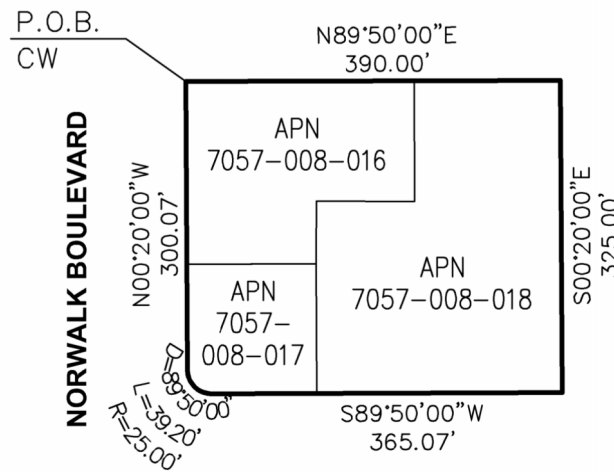 P.O.B.
CW
N89°50'00"E
390.00'
APN
7057-008-016
NORWALK BOULEVARD
N00°20'00"W
300.07'
S00°20'00"E
325.00'
APN
7057-008-018
APN
7057-
008-017
D=89°50'00"
L=39.20'
R=25.00'
S89°50'00"W
365.07'